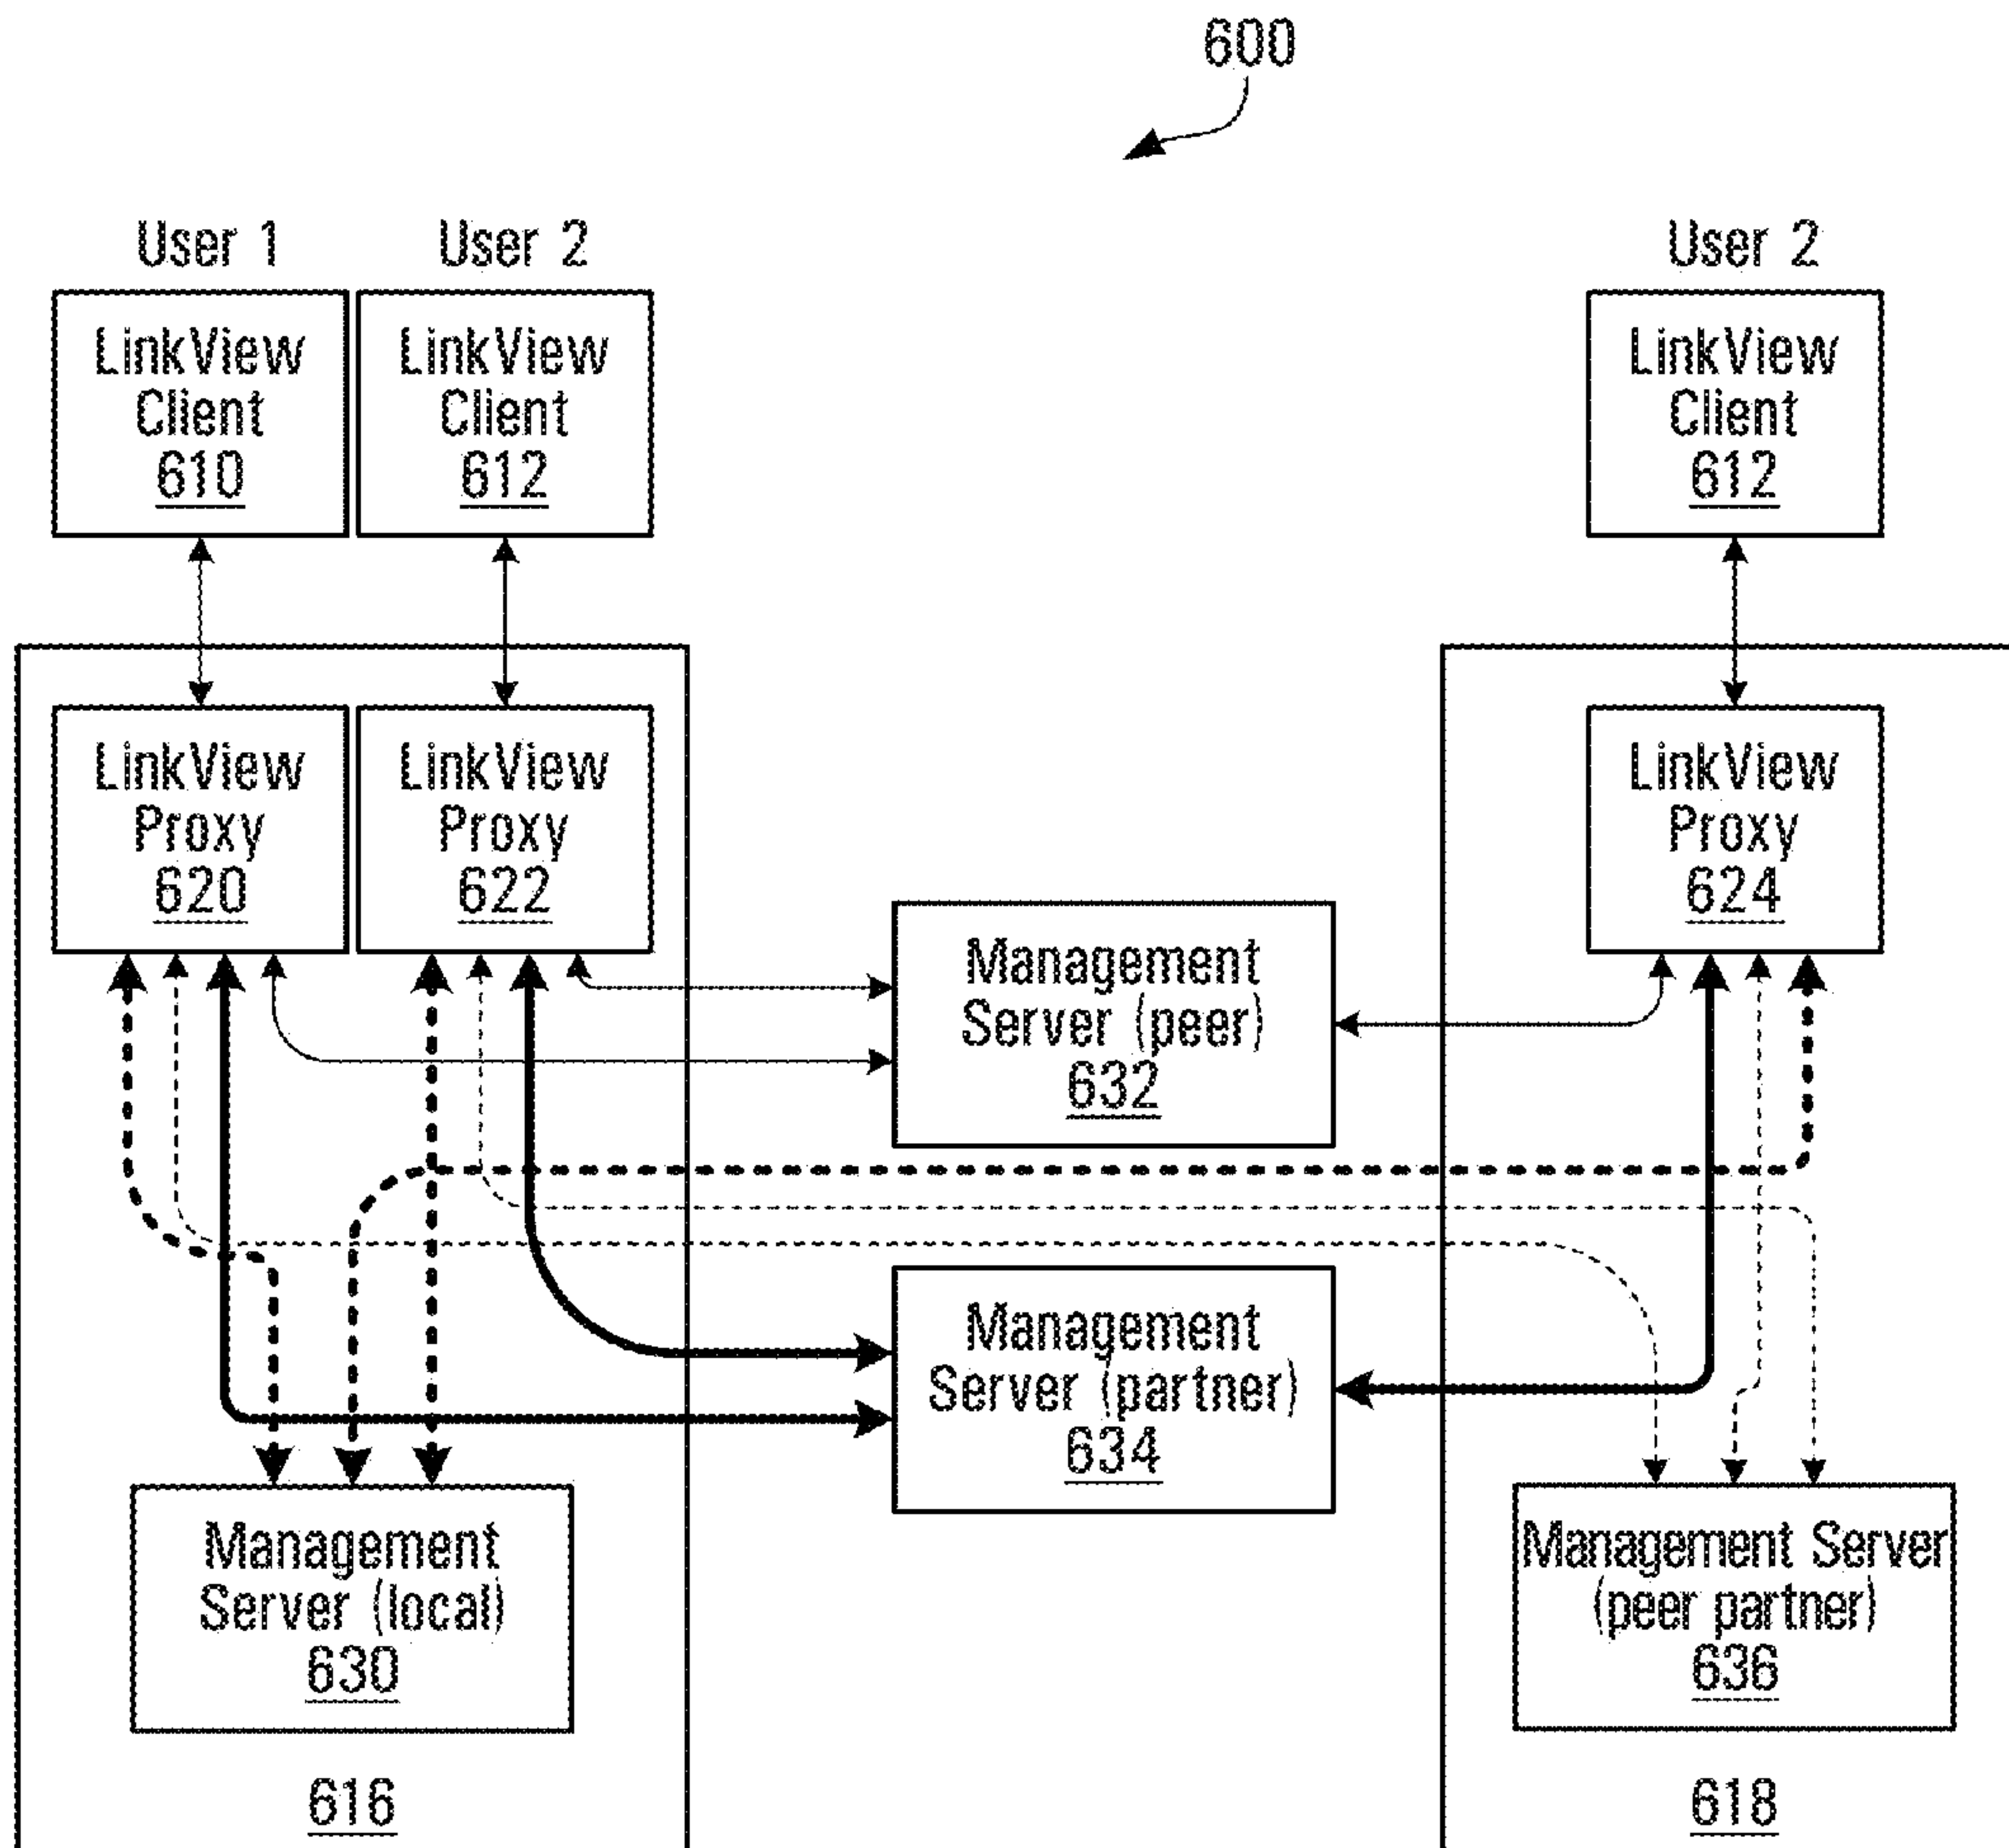 600
User 1
User 2
User 2
LinkView
Client
610
LinkView
Client
612
LinkView
Client
612
LinkView
Proxy
620
LinkView
Proxy
622
LinkView
Proxy
624
Management
Server (peer)
632
Management
Server (partner)
634
Management
Server (local)
630
Management Server
(peer partner)
636
616
618